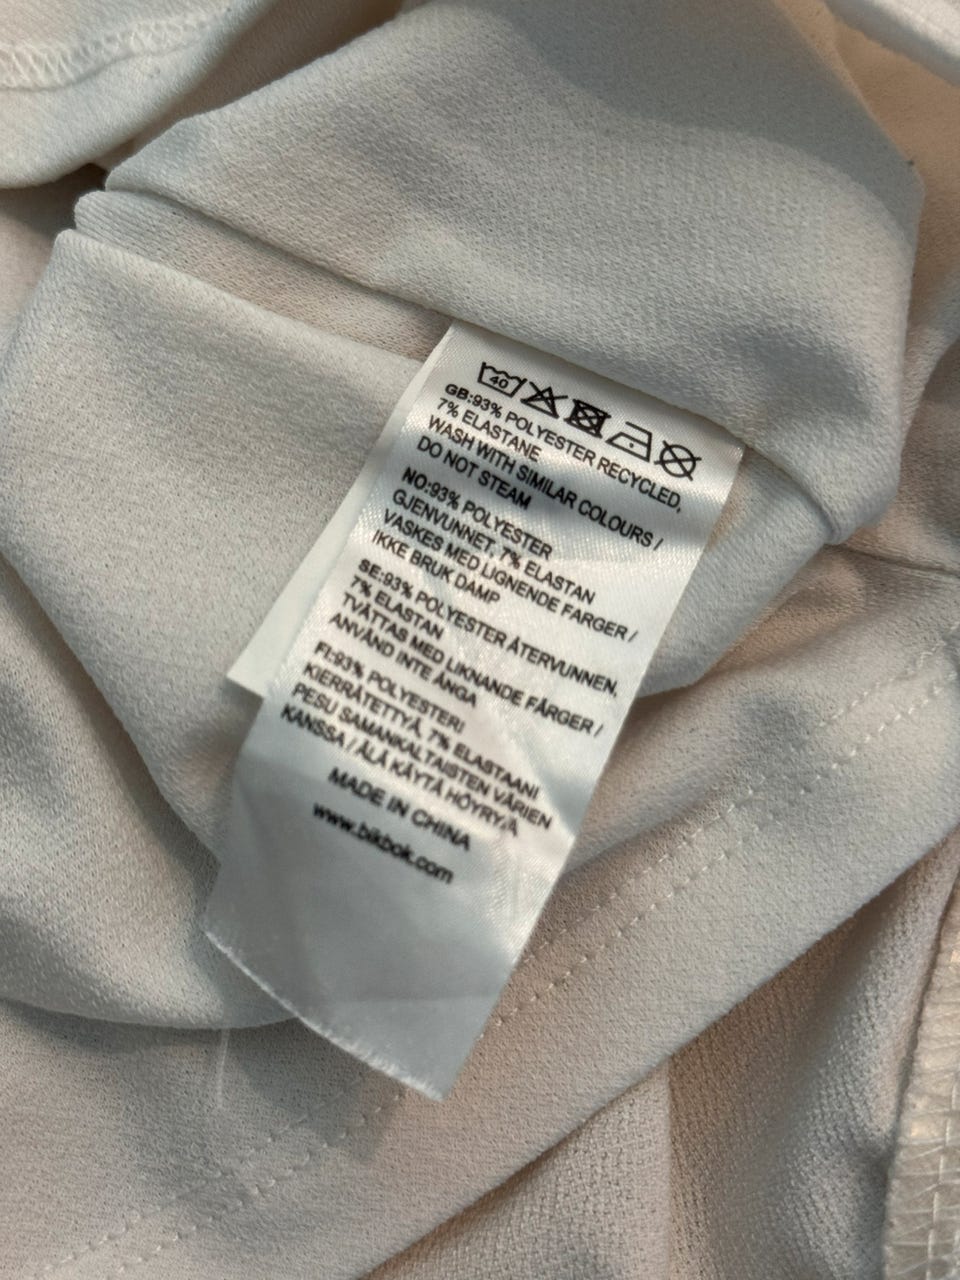 40
GB:93% POLYESTER RECYCLED,
7% ELASTANE
WASH WITH SIMILAR COLOURS /
DO NOT STEAM
NO:93% POLYESTER
GJENVUNNET, 7% ELASTAN
VASKES MED LIGNENDE FARGER /
IKKE BRUK DAMP
SE:93% POLYESTER ÅTERVUNNEN,
7% ELASTAN
TVÄTTAS MED LIKNANDE FÄRGER /
ANVÄND INTE ÅNGA
FI:93% POLYESTERI
KIERRÄTETTYÄ, 7% ELASTAANI
PESU SAMANKALTAISTEN VÄRIEN
KANSSA / ÄLÄ KÄYTÄ HÖYRYÄ
MADE IN CHINA
www.bikbok.com